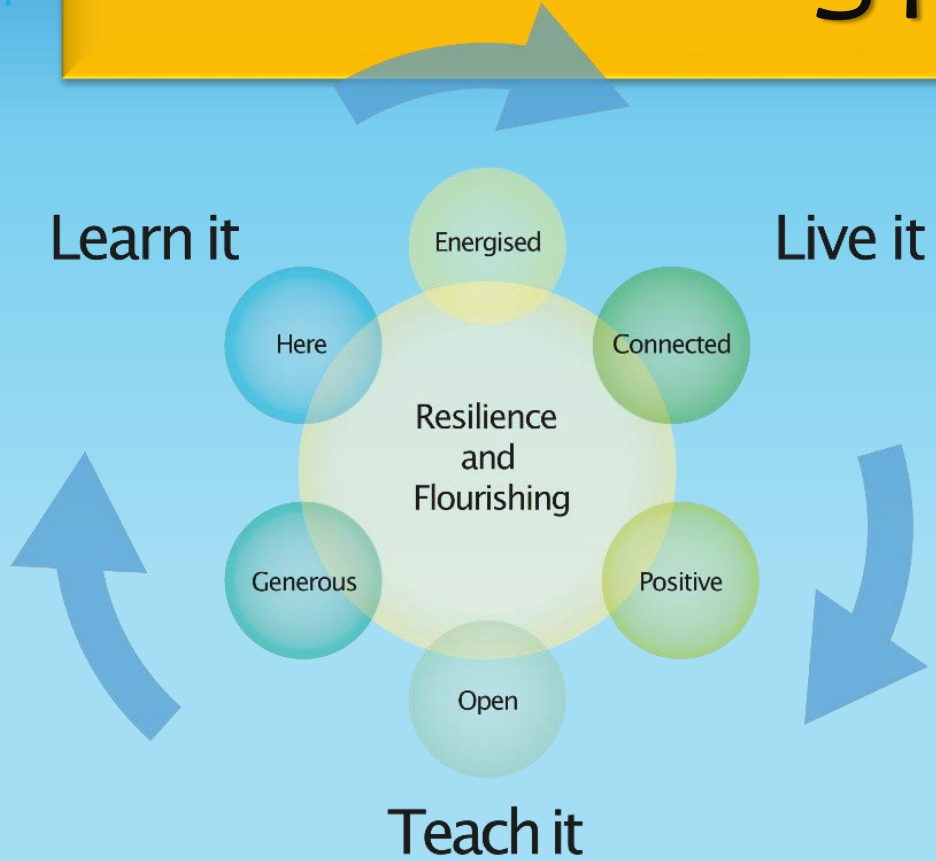 Learn it
Live it
Energised
Here
Connected
Resilience
and
Flourishing
Generous
Positive
Open
Teach it